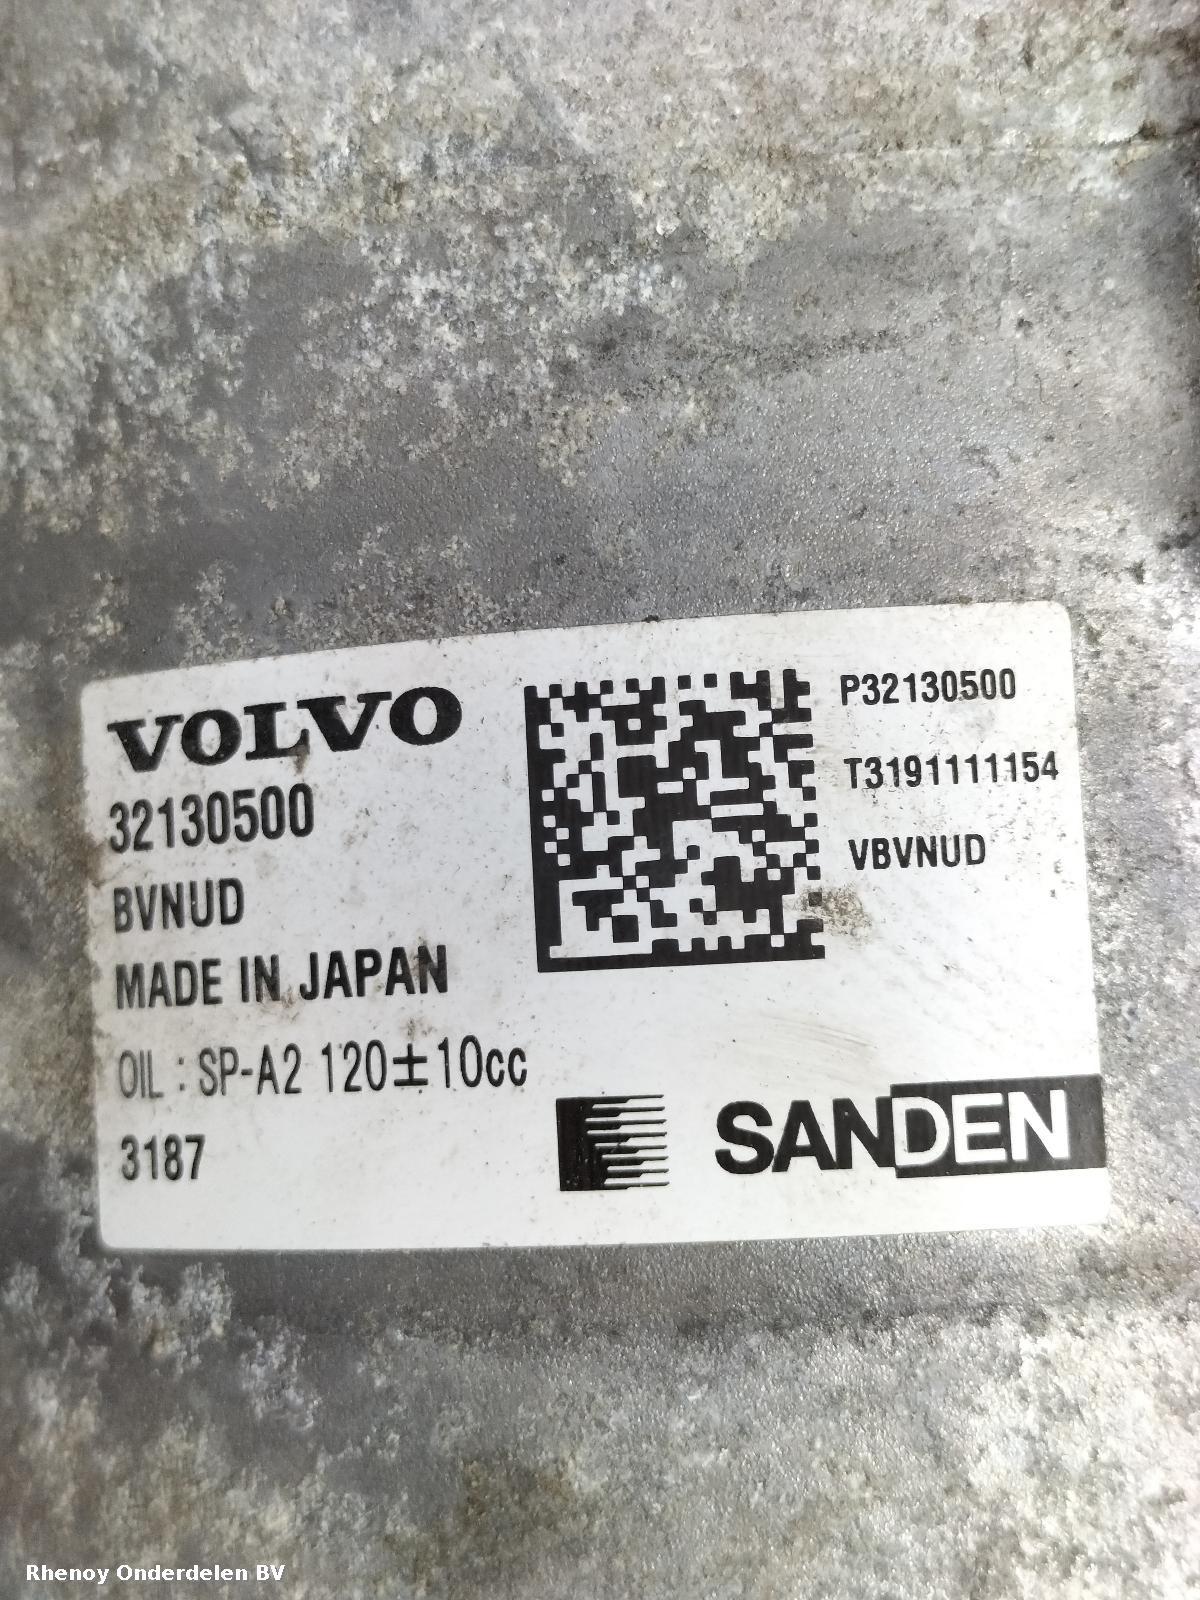 VOLVO
32130500
BVNUD
MADE IN JAPAN
OIL : SP-A2 120±10cc
3187
P32130500
T3191111154
VBVNUD
SANDEN
Rhenoy Onderdelen BV